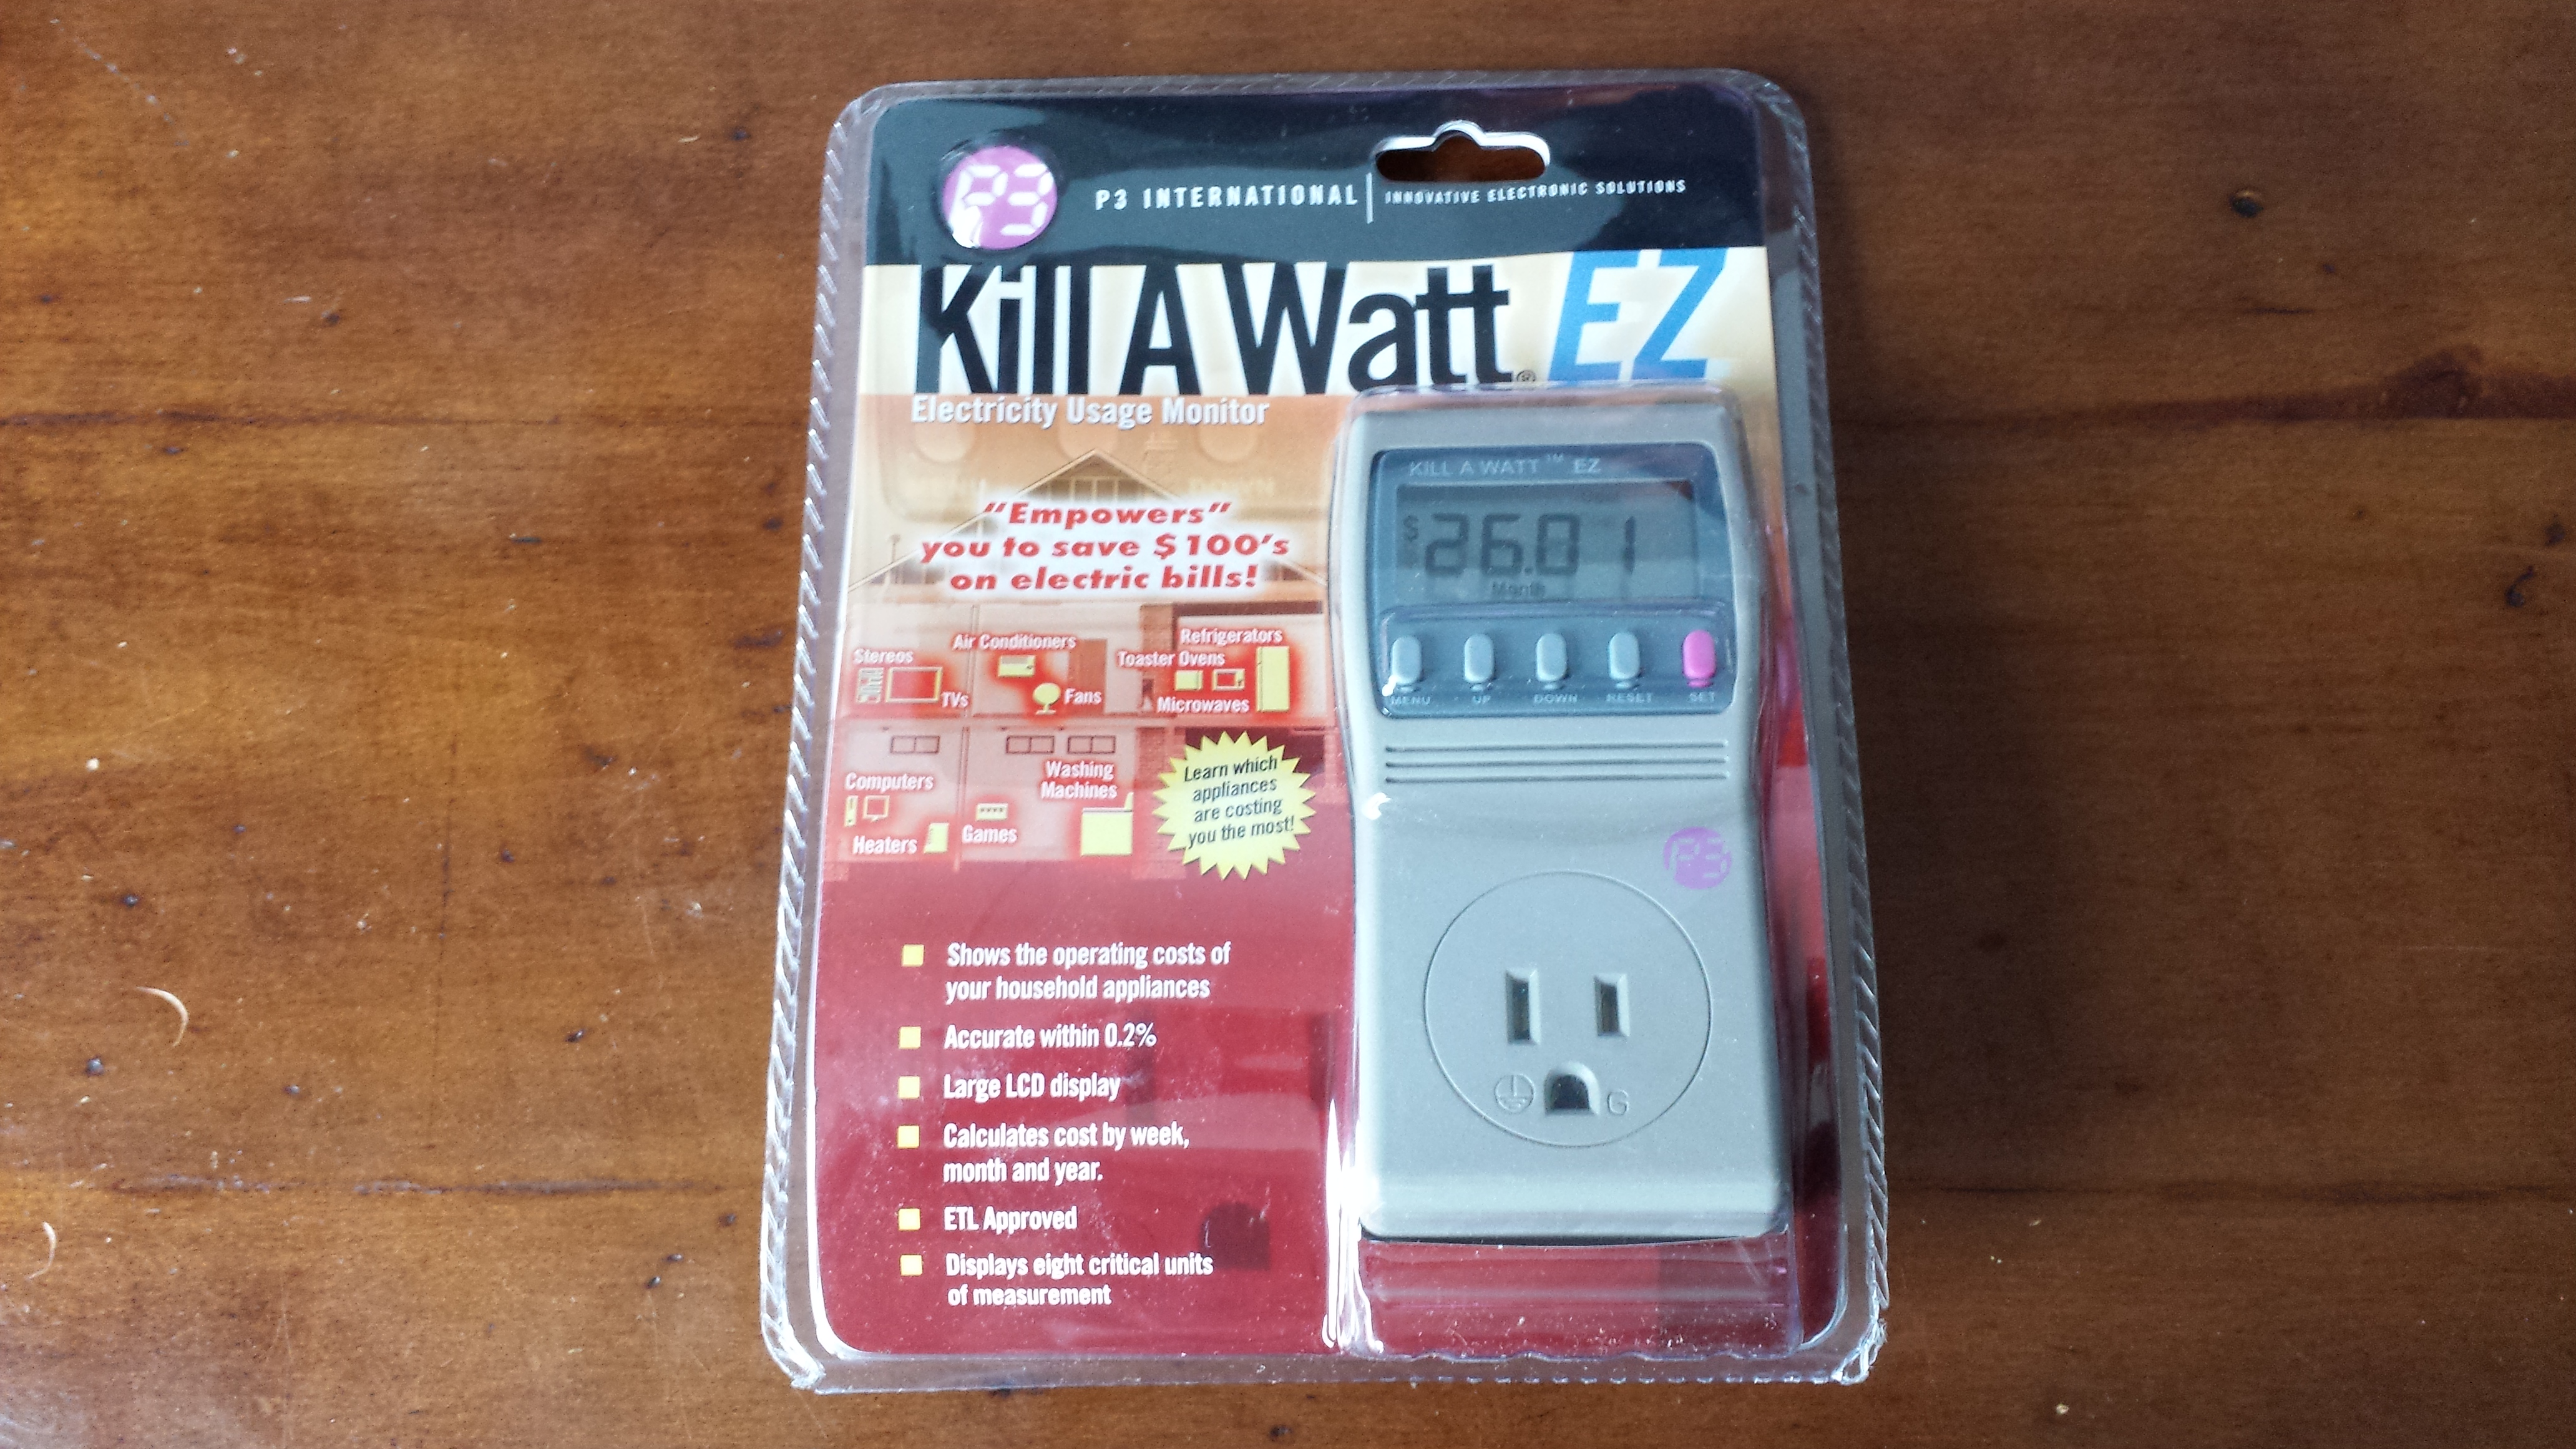 P3
P3 INTERNATIONAL | INNOVATIVE ELECTRONIC SOLUTIONS
Kill A Watt® EZ
Electricity Usage Monitor
"Empowers"
you to save $100's
on electric bills!
Stereos
TVs
Air Conditioners
Fans
Refrigerators
Toaster Ovens
Microwaves
Computers
Heaters
Games
Washing
Machines
Learn which
appliances
are costing
you the most!
Shows the operating costs of
your household appliances
Accurate within 0.2%
Large LCD display
Calculates cost by week,
month and year.
ETL Approved
Displays eight critical units
of measurement
KILL A WATT™ EZ
$26.01
Month
MENU UP DOWN RESET SET
P3
G